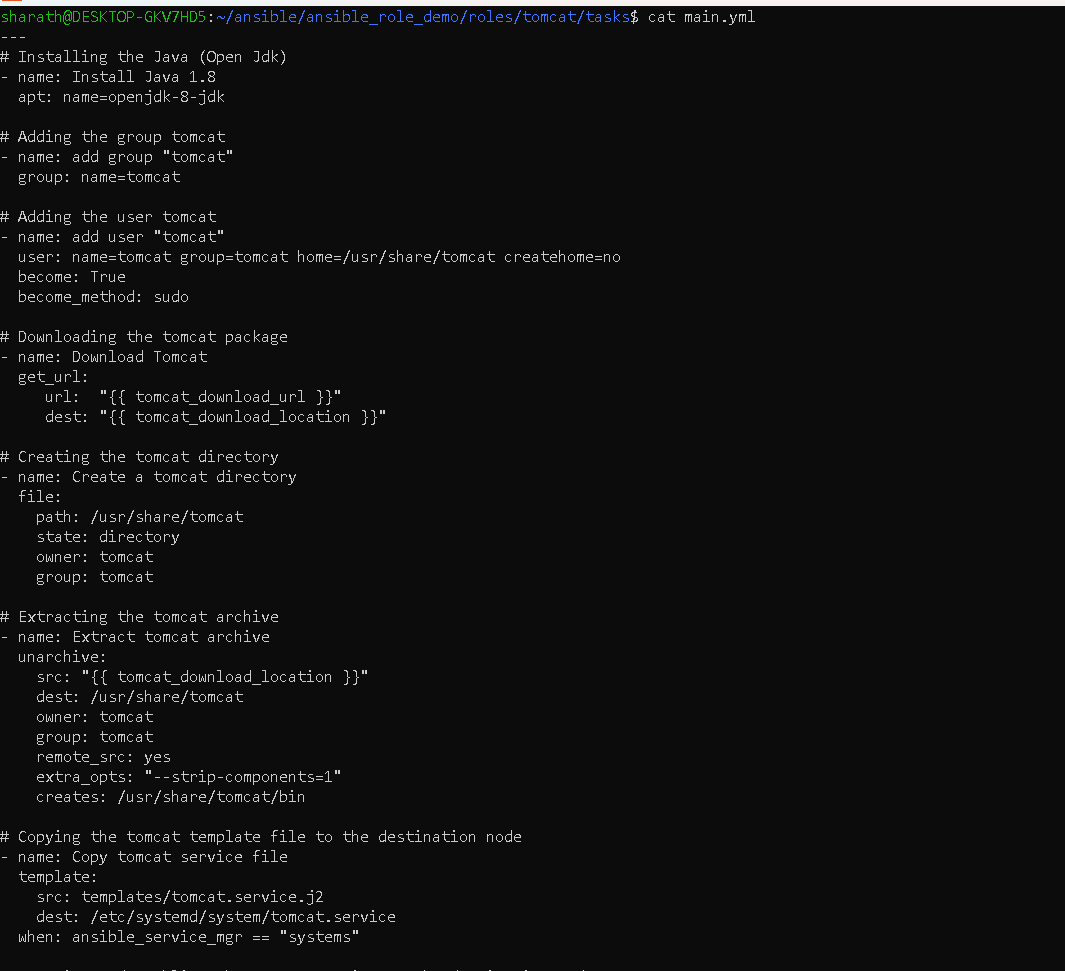 sharath@DESKTOP-GKV7HD5:~/ansible/ansible_role_demo/roles/tomcat/tasks$ cat main.yml
---
# Installing the Java (Open Jdk)
- name: Install Java 1.8
  apt: name=openjdk-8-jdk

# Adding the group tomcat
- name: add group "tomcat"
  group: name=tomcat

# Adding the user tomcat
- name: add user "tomcat"
  user: name=tomcat group=tomcat home=/usr/share/tomcat createhome=no
  become: True
  become_method: sudo

# Downloading the tomcat package
- name: Download Tomcat
  get_url:
     url:  "{{ tomcat_download_url }}"
     dest: "{{ tomcat_download_location }}"

# Creating the tomcat directory
- name: Create a tomcat directory
  file:
    path: /usr/share/tomcat
    state: directory
    owner: tomcat
    group: tomcat

# Extracting the tomcat archive
- name: Extract tomcat archive
  unarchive:
    src: "{{ tomcat_download_location }}"
    dest: /usr/share/tomcat
    owner: tomcat
    group: tomcat
    remote_src: yes
    extra_opts: "--strip-components=1"
    creates: /usr/share/tomcat/bin

# Copying the tomcat template file to the destination node
- name: Copy tomcat service file
  template:
    src: templates/tomcat.service.j2
    dest: /etc/systemd/system/tomcat.service
  when: ansible_service_mgr == "systems"